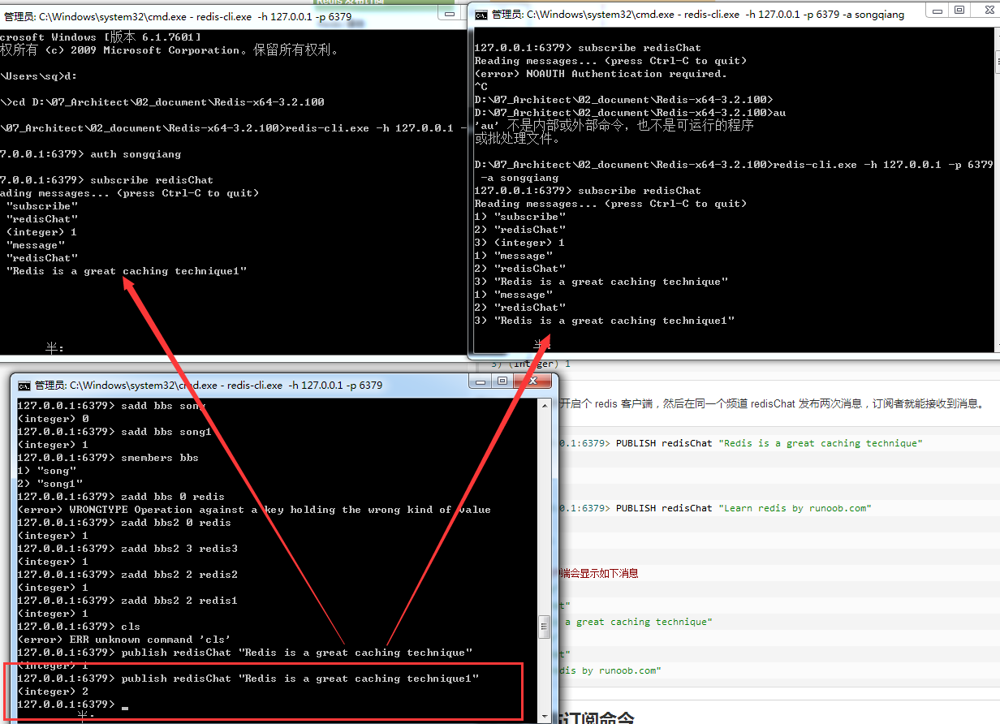 管理员: C:\Windows\system32\cmd.exe - redis-cli.exe  -h 127.0.0.1 -p 6379
crosoft Windows [版本 6.1.7601]
权所有 (c) 2009 Microsoft Corporation。保留所有权利。
\Users\sq>d:
\>cd D:\07_Architect\02_document\Redis-x64-3.2.100
\07_Architect\02_document\Redis-x64-3.2.100>redis-cli.exe -h 127.0.0.1 -
7.0.0.1:6379> auth songqiang
7.0.0.1:6379> subscribe redisChat
ading messages... (press Ctrl-C to quit)
"subscribe"
"redisChat"
(integer) 1
"message"
"redisChat"
"Redis is a great caching technique1"
半:
管理员: C:\Windows\system32\cmd.exe - redis-cli.exe  -h 127.0.0.1 -p 6379 -a songqiang
127.0.0.1:6379> subscribe redisChat
Reading messages... (press Ctrl-C to quit)
(error) NOAUTH Authentication required.
^C
D:\07_Architect\02_document\Redis-x64-3.2.100>
D:\07_Architect\02_document\Redis-x64-3.2.100>au
'au' 不是内部或外部命令，也不是可运行的程序
或批处理文件。
D:\07_Architect\02_document\Redis-x64-3.2.100>redis-cli.exe -h 127.0.0.1 -p 6379
-a songqiang
127.0.0.1:6379> subscribe redisChat
Reading messages... (press Ctrl-C to quit)
1) "subscribe"
2) "redisChat"
3) (integer) 1
1) "message"
2) "redisChat"
3) "Redis is a great caching technique"
1) "message"
2) "redisChat"
3) "Redis is a great caching technique1"
半:
管理员: C:\Windows\system32\cmd.exe - redis-cli.exe  -h 127.0.0.1 -p 6379
127.0.0.1:6379> sadd bbs song
(integer) 0
127.0.0.1:6379> sadd bbs song1
(integer) 1
127.0.0.1:6379> smembers bbs
1) "song"
2) "song1"
127.0.0.1:6379> zadd bbs 0 redis
(error) WRONGTYPE Operation against a key holding the wrong kind of value
127.0.0.1:6379> zadd bbs2 0 redis
(integer) 1
127.0.0.1:6379> zadd bbs2 3 redis3
(integer) 1
127.0.0.1:6379> zadd bbs2 2 redis2
(integer) 1
127.0.0.1:6379> zadd bbs2 2 redis1
(integer) 1
127.0.0.1:6379> cls
(error) ERR unknown command 'cls'
127.0.0.1:6379> publish redisChat "Redis is a great caching technique"
(integer) 1
127.0.0.1:6379> publish redisChat "Redis is a great caching technique1"
(integer) 2
127.0.0.1:6379>
半:
3) (integer) 1
开启个 redis 客户端，然后在同一个频道 redisChat 发布两次消息，订阅者就能接收到消息。
0.1:6379> PUBLISH redisChat "Redis is a great caching technique"
0.1:6379> PUBLISH redisChat "Learn redis by runoob.com"
端会显示如下消息
t"
a great caching technique"
t"
dis by runoob.com"
订阅命令